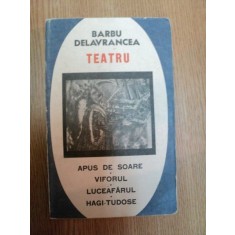 BARBU
DELAVRANCEA
TEATRU
APUS DE SOARE
VIFORUL
LUCEAFĂRUL
HAGI-TUDOSE